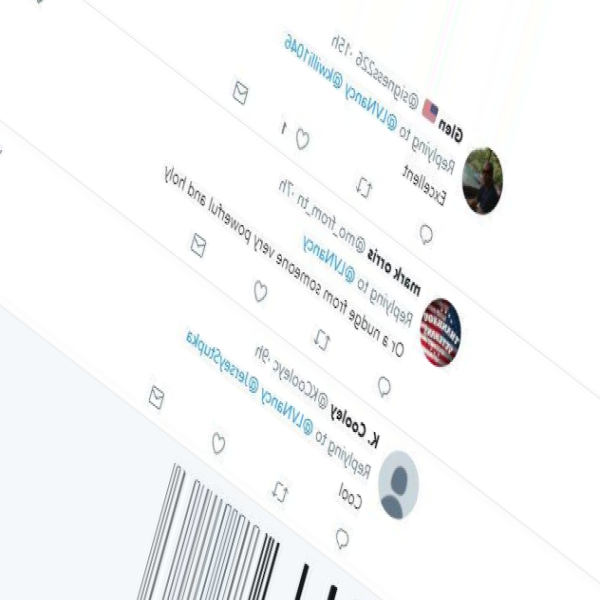 Glen 🇺🇸 @signess226 · 15h
Replying to @LVNancy @kwilli1046
Excellent
1
mark orris @mo_from_tn · 7h
Replying to @LVNancy
Or a nudge from someone very powerful and holy
K. Cooley @KCooleyc · 9h
Replying to @LVNancy @JerseyStupka
Cool